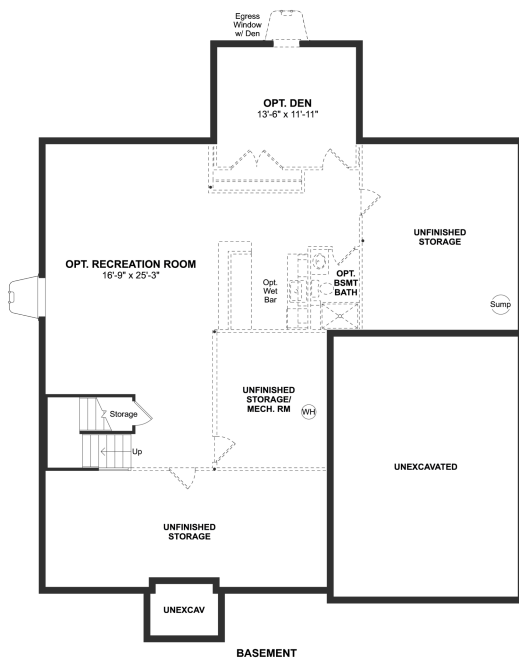 Egress
Window
w/ Den
OPT. DEN
13'-6" x 11'-11"
UNFINISHED
STORAGE
OPT. RECREATION ROOM
16'-9" x 25'-3"
Opt.
Wet
Bar
OPT.
BSMT
BATH
Sump
UNFINISHED
STORAGE/
MECH. RM
WH
Storage
Up
UNEXCAVATED
UNFINISHED
STORAGE
UNEXCAV
BASEMENT